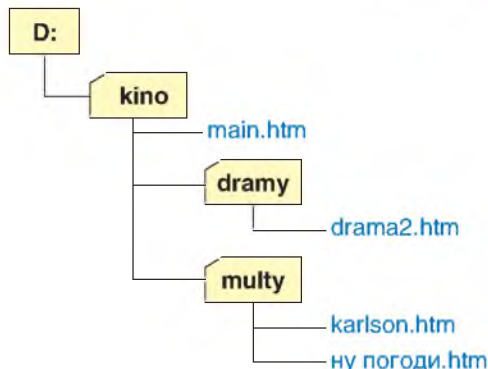 D:
kino
main.htm
dramy
drama2.htm
multy
karlson.htm
ну погоди.htm